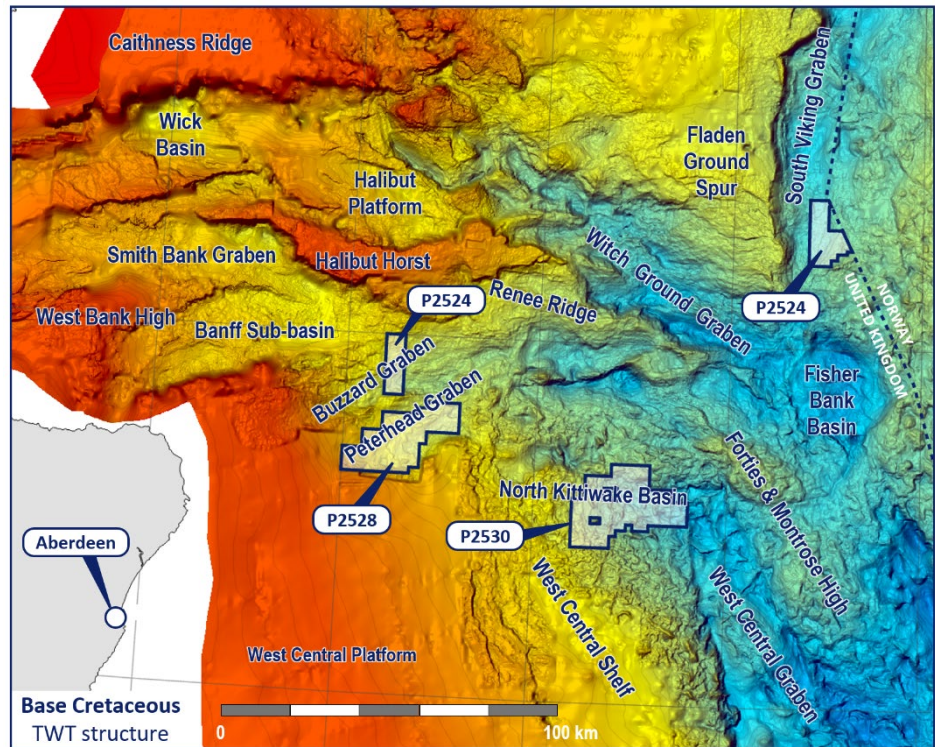 Caithness Ridge
Wick
Basin
Halibut
Platform
Fladen
Ground
Spur
South Viking Graben
Smith Bank Graben
Halibut Horst
Witch Ground Graben
P2524
West Bank High
Banff Sub-basin
Renee Ridge
P2524
NORWAY
UNITED KINGDOM
Buzzard Graben
Peterhead Graben
Fisher
Bank
Basin
P2528
North Kittiwake Basin
Forties & Montrose High
P2530
Aberdeen
West Central Shelf
West Central Graben
West Central Platform
Base Cretaceous
TWT structure
0
100 km